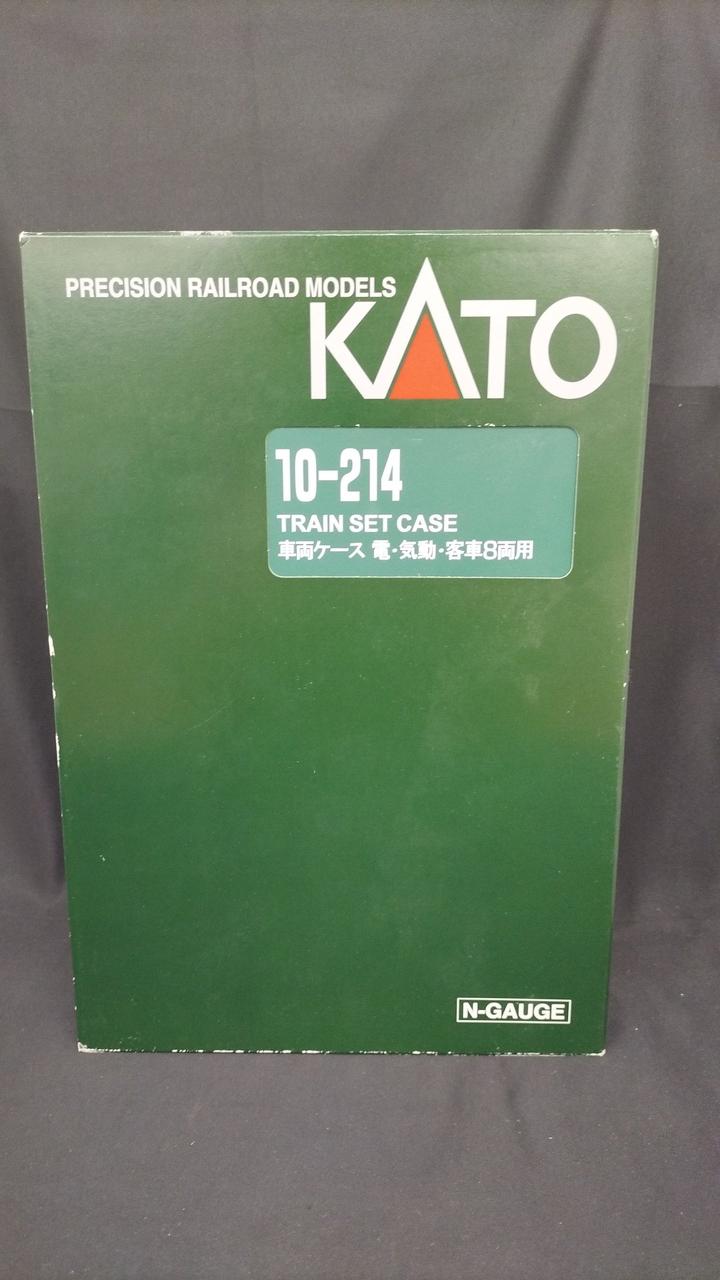 PRECISION RAILROAD MODELS
KATO
10-214
TRAIN SET CASE
車両ケース 電・気動・客車8両用
N-GAUGE